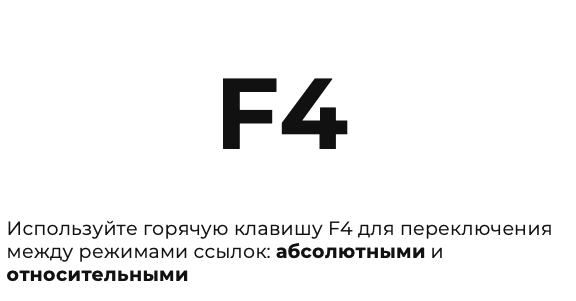 F4
Используйте горячую клавишу F4 для переключения
между режимами ссылок: абсолютными и
относительными